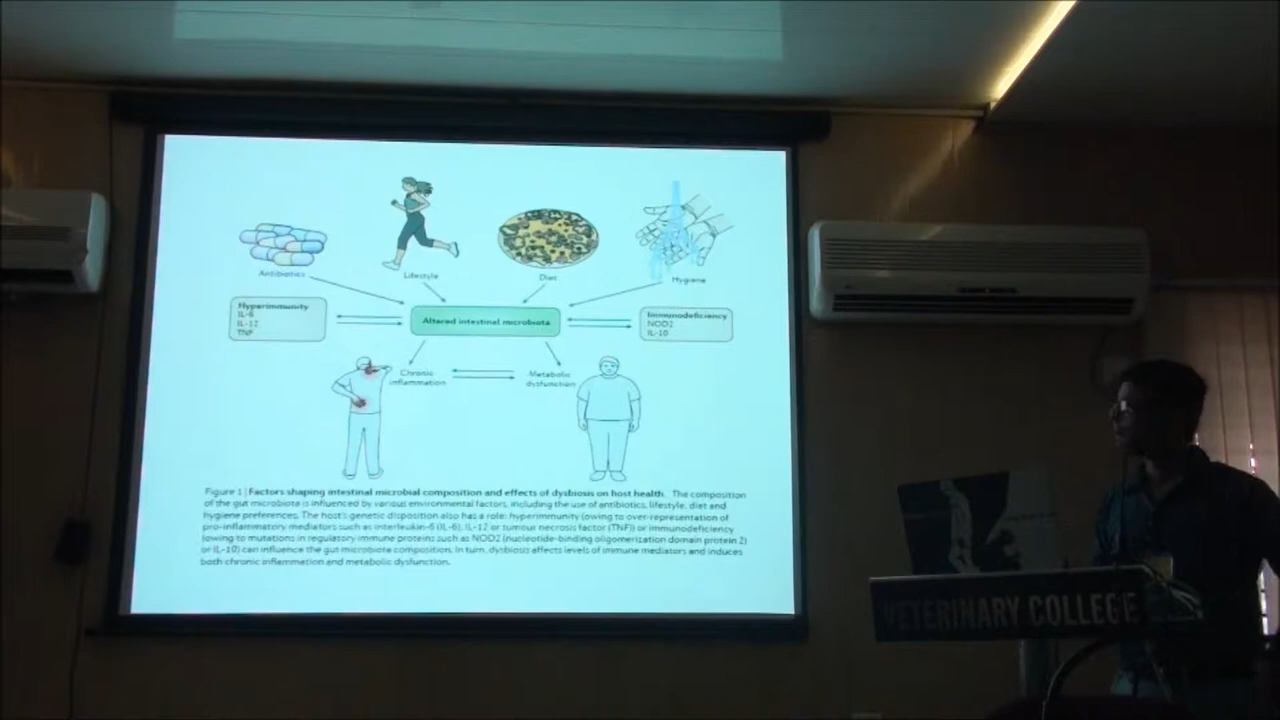 Antibiotics
Lifestyle
Diet
Hygiene
Hyperimmunity
IL-6
IL-12
TNF
Altered intestinal microbiota
Immunodeficiency
NOD2
IL-10
Chronic
inflammation
Metabolic
dysfunction
Figure 1 | Factors shaping intestinal microbial composition and effects of dysbiosis on host health. The composition
of the gut microbiota is influenced by various environmental factors, including the use of antibiotics, lifestyle, diet and
hygiene preferences. The host's genetic disposition also has a role: hyperimmunity (owing to over-representation of
pro-inflammatory mediators such as interleukin-6 (IL-6), IL-12 or tumour necrosis factor (TNF)) or immunodeficiency
(owing to mutations in regulatory immune proteins such as NOD2 (nucleotide-binding oligomerization domain protein 2)
or IL-10) can influence the gut microbiota composition. In turn, dysbiosis affects levels of immune mediators and induces
both chronic inflammation and metabolic dysfunction.
VETERINARY COLLEGE